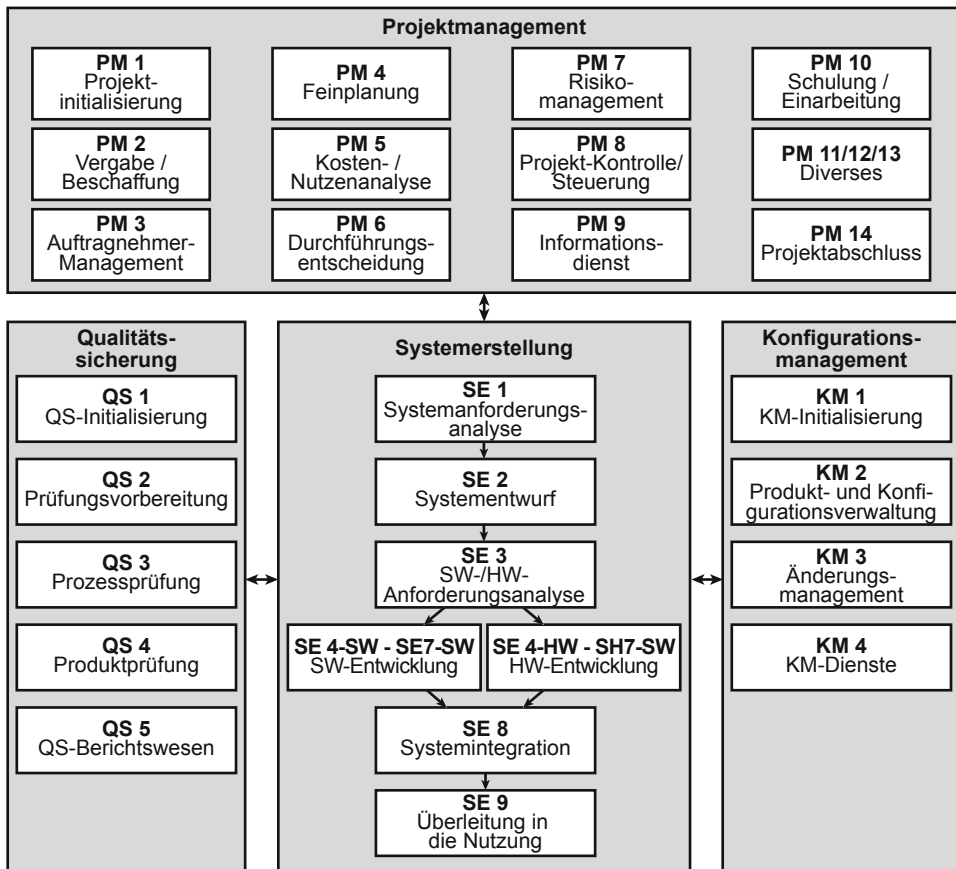 Projektmanagement
PM 1
Projekt-
initialisierung
PM 4
Feinplanung
PM 7
Risiko-
management
PM 10
Schulung /
Einarbeitung
PM 2
Vergabe /
Beschaffung
PM 5
Kosten- /
Nutzenanalyse
PM 8
Projekt-Kontrolle/
Steuerung
PM 11/12/13
Diverses
PM 3
Auftragnehmer-
Management
PM 6
Durchführungs-
entscheidung
PM 9
Informations-
dienst
PM 14
Projektabschluss
Qualitäts-
sicherung
QS 1
QS-Initialisierung
QS 2
Prüfungsvorbereitung
QS 3
Prozessprüfung
QS 4
Produktprüfung
QS 5
QS-Berichtswesen
Systemerstellung
SE 1
Systemanforderungs-
analyse
SE 2
Systementwurf
SE 3
SW-/HW-
Anforderungsanalyse
SE 4-SW - SE7-SW
SW-Entwicklung
SE 4-HW - SH7-SW
HW-Entwicklung
SE 8
Systemintegration
SE 9
Überleitung in
die Nutzung
Konfigurations-
management
KM 1
KM-Initialisierung
KM 2
Produkt- und Konfi-
gurationsverwaltung
KM 3
Änderungs-
management
KM 4
KM-Dienste